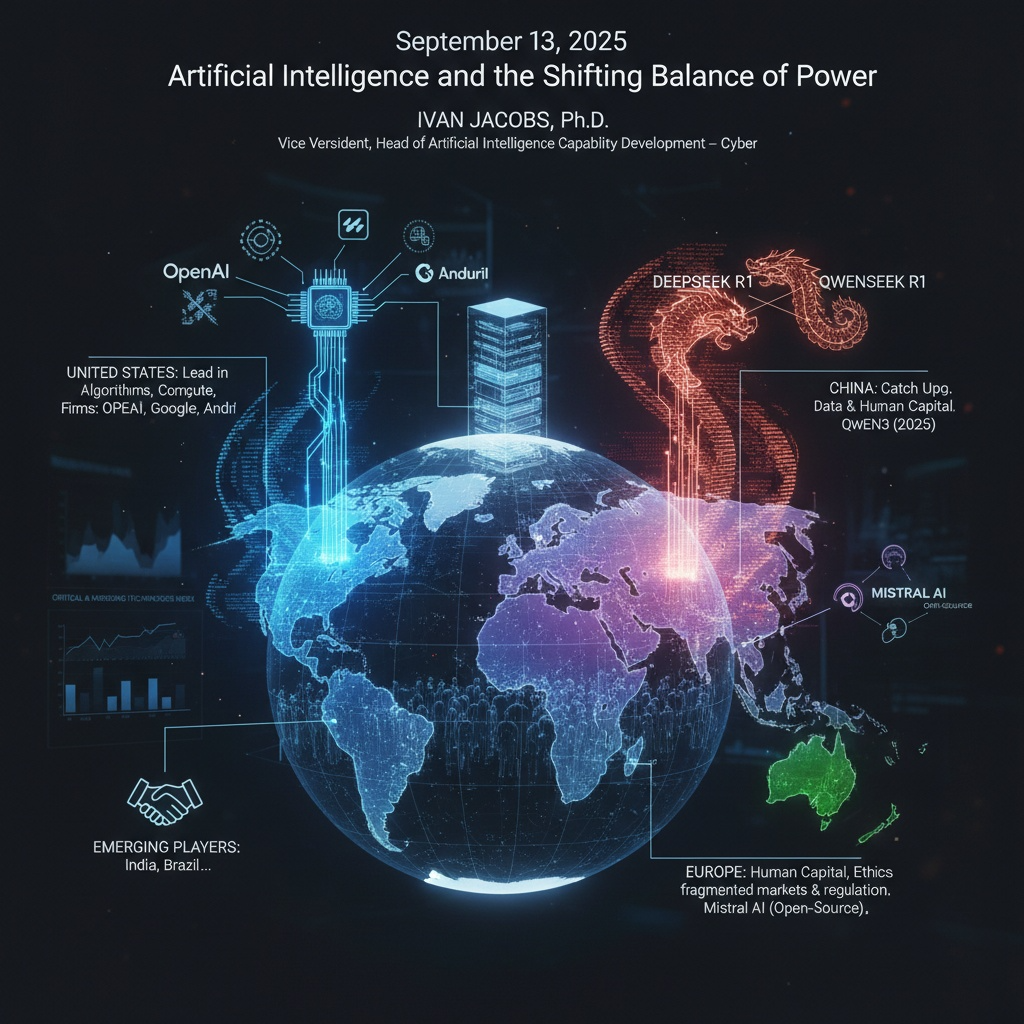 September 13, 2025
Artificial Intelligence and the Shifting Balance of Power
IVAN JACOBS, Ph.D.
Vice Versident, Head of Artificial Intelligence Capablity Development – Cyber
OpenAI
Anduril
DEEPSEEK R1
QWENSEEK R1
UNITED STATES: Lead in
Algorithms, Comçute,
Firms: OPEAI, Google, Andr
CHINA: Catch Upg.
Data & Human Capital.
QWEN3 (2025)
MISTRAL AI
EMERGING PLAYERS:
India, Brazil...
EUROPE: Human Capital, Ethics
fragmented markets & regulation.
Mistral AI (Open-Source).